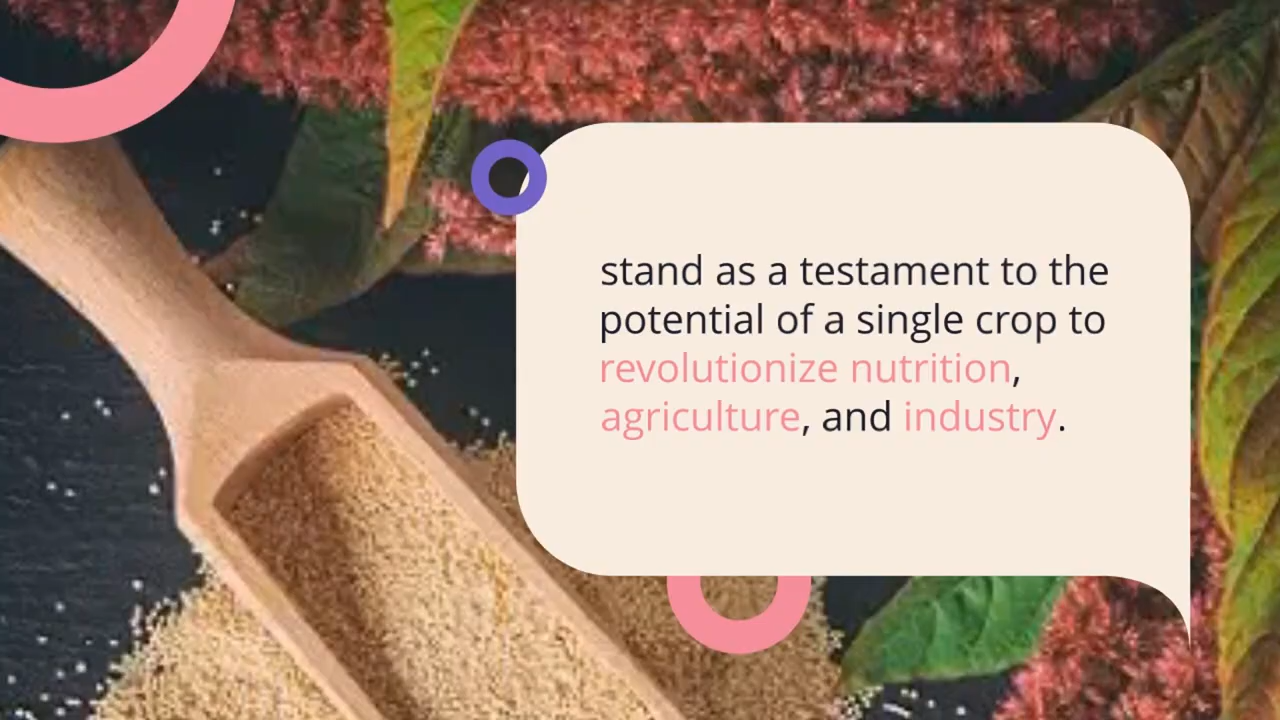 stand as a testament to the
potential of a single crop to
revolutionize nutrition,
agriculture, and industry.